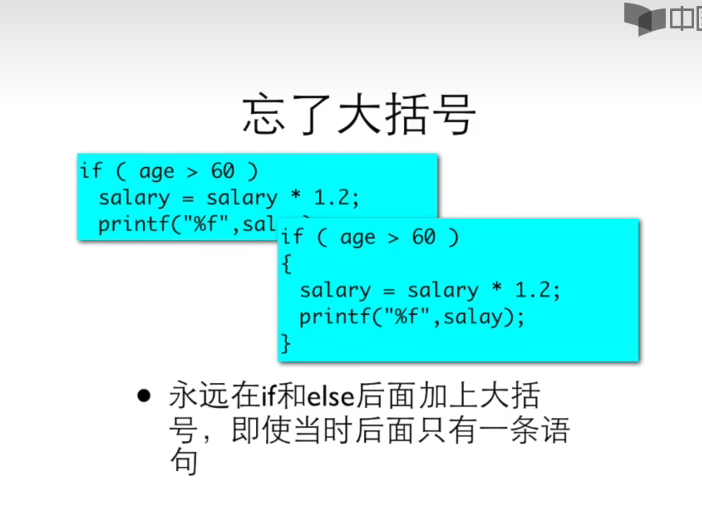 中
忘了大括号
if ( age > 60 )
salary = salary * 1.2;
printf("%f",sal
if ( age > 60 )
{
salary = salary * 1.2;
printf("%f",salay);
}
● 永远在if和else后面加上大括
号，即使当时后面只有一条语
句